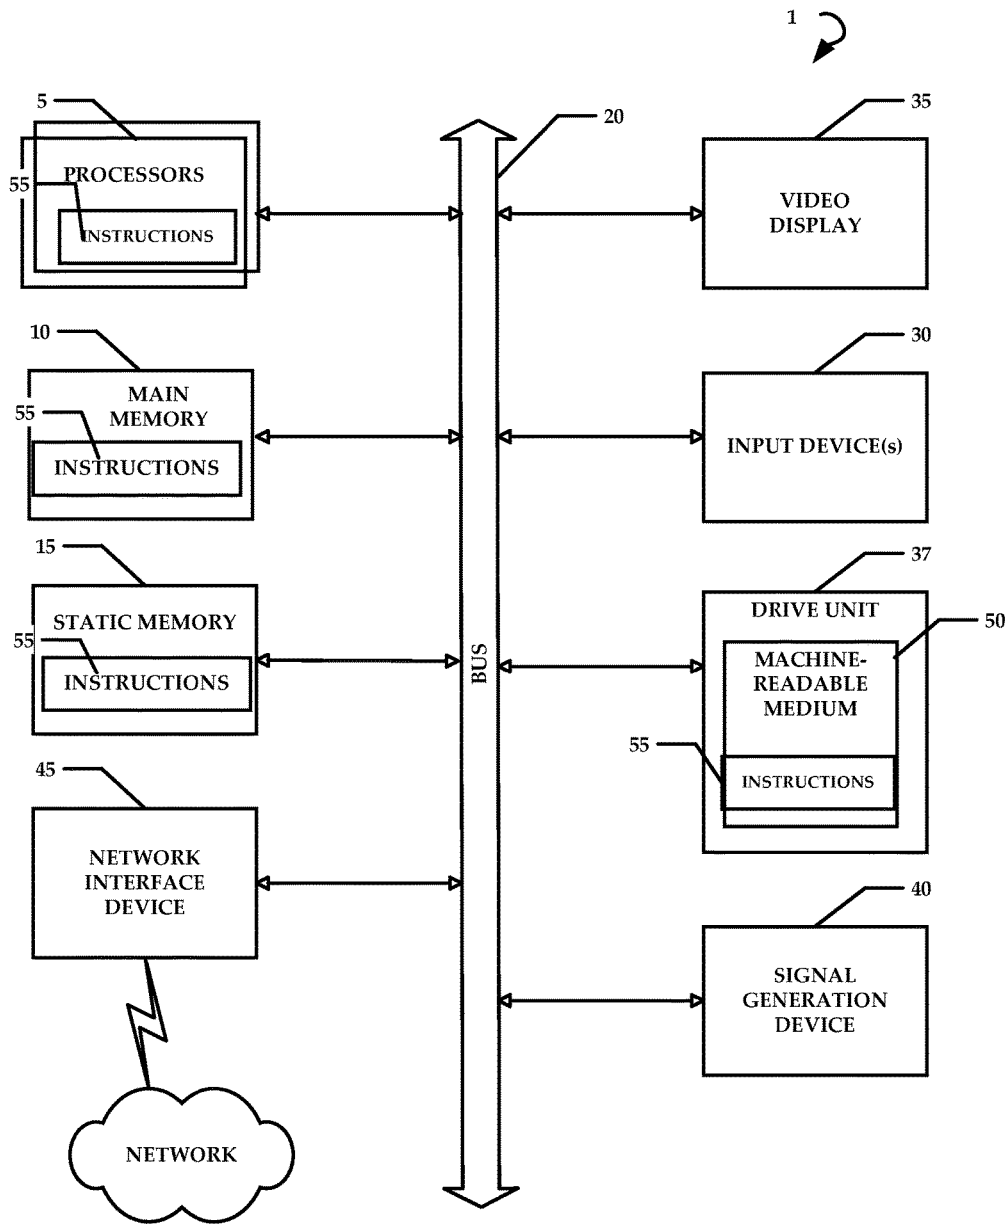 1
5
PROCESSORS
55
INSTRUCTIONS
10
MAIN
MEMORY
55
INSTRUCTIONS
15
STATIC MEMORY
55
INSTRUCTIONS
45
NETWORK
INTERFACE
DEVICE
NETWORK
20
BUS
35
VIDEO
DISPLAY
30
INPUT DEVICE(s)
37
DRIVE UNIT
50
MACHINE-
READABLE
MEDIUM
55
INSTRUCTIONS
40
SIGNAL
GENERATION
DEVICE